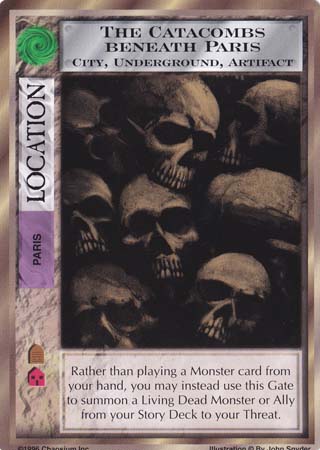 THE CATACOMBS
BENEATH PARIS
CITY, UNDERGROUND, ARTIFACT
LOCATION
PARIS
Rather than playing a Monster card from
your hand, you may instead use this Gate
to summon a Living Dead Monster or Ally
from your Story Deck to your Threat.
©1996 Chaosium Inc.
Illustration © By John Snyder